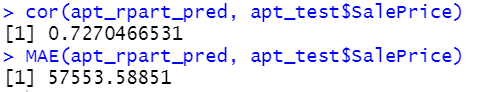 > cor(apt_rpart_pred, apt_test$SalePrice)
[1] 0.7270466531
> MAE(apt_rpart_pred, apt_test$SalePrice)
[1] 57553.58851